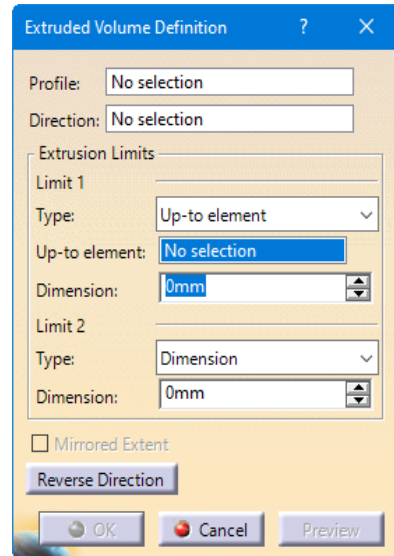 Extruded Volume Definition ? ×
Profile: No selection
Direction: No selection
Extrusion Limits
Limit 1
Type: Up-to element
Up-to element: No selection
Dimension: 0mm
Limit 2
Type: Dimension
Dimension: 0mm
Mirrored Extent
Reverse Direction
OK Cancel Preview